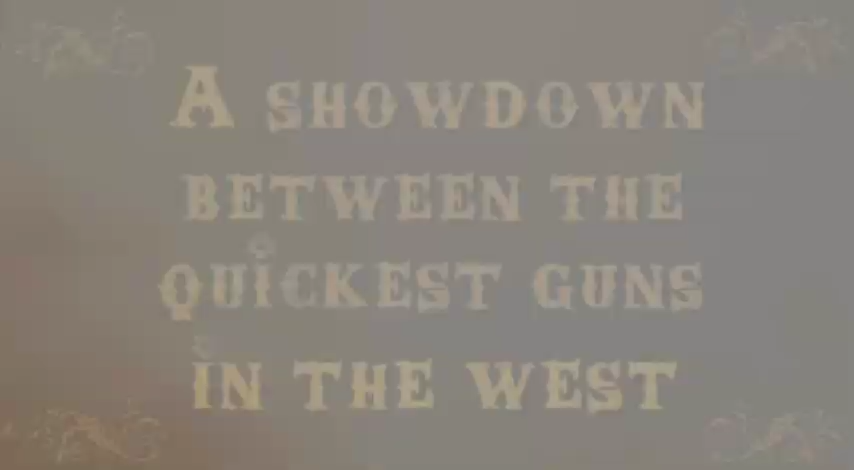 A SHOWDOWN
BETWEEN THE
QUICKEST GUNS
IN THE WEST